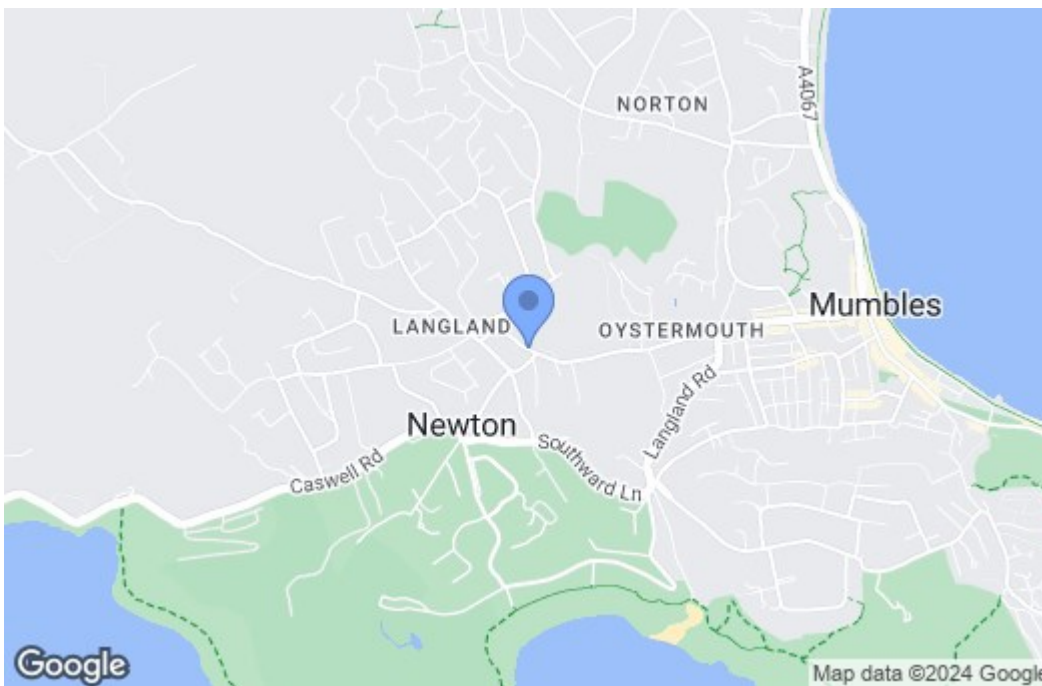 NORTON
A4067
Mumbles
LANGLAND
OYSTERMOUTH
Langland Rd
Newton
Southward Ln
Caswell Rd
Google
Map data ©2024 Google